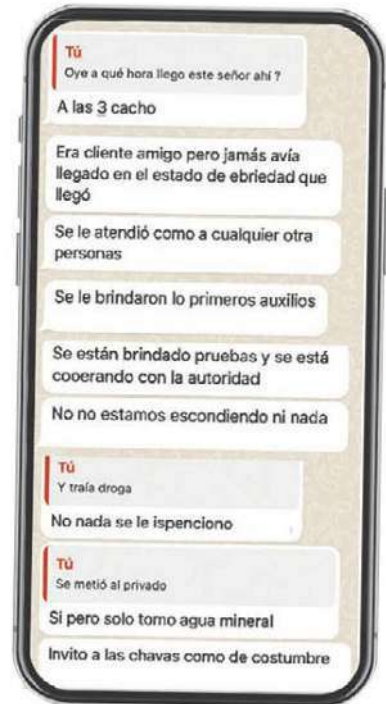 Tú
Oye a qué hora llego este señor ahí ?
A las 3 cacho
Era cliente amigo pero jamás avía
llegado en el estado de ebriedad que
llegó
Se le atendió como a cualquier otra
personas
Se le brindaron lo primeros auxilios
Se están brindado pruebas y se está
cooerando con la autoridad
No no estamos escondiendo ni nada
Tú
Y traía droga
No nada se le ispenciono
Tú
Se metió al privado
Si pero solo tomo agua mineral
Invito a las chavas como de costumbre